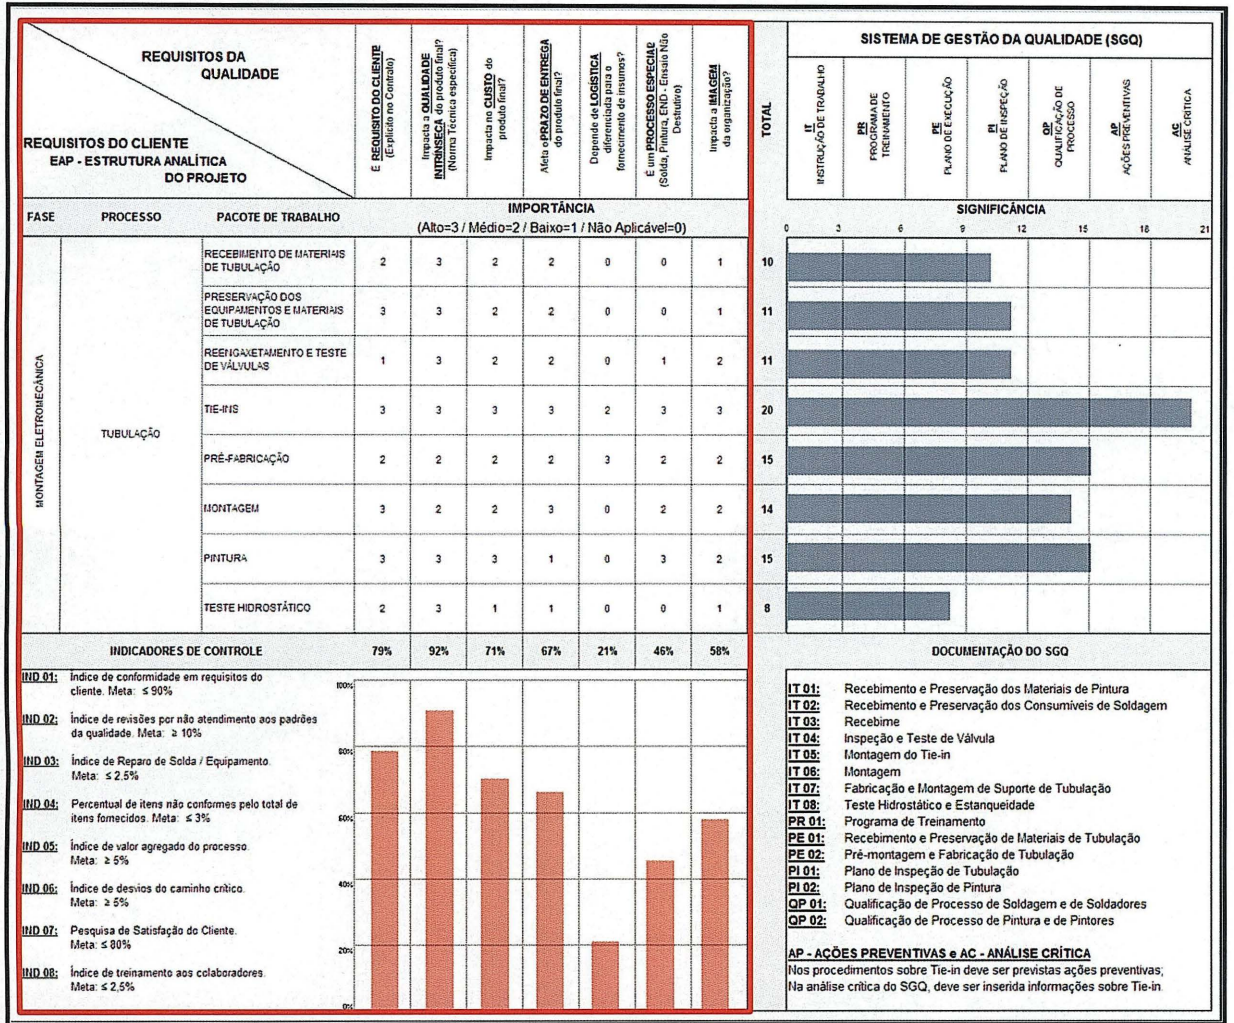 REQUISITOS DA
QUALIDADE
REQUISITOS DO CLIENTE
EAP - ESTRUTURA ANALÍTICA
DO PROJETO
É REQUISITO DO CLIENTE
(Explícito no Contrato)
Impacta a QUALIDADE
INTRÍNSECA do produto final?
(Norma Técnica específica)
Impacta no CUSTO do
produto final?
Afeta oPRAZO DE ENTREGA
do produto final?
Depende de LOGÍSTICA
diferenciada para o
fornecimento de insumos?
É um PROCESSO ESPECIAL
(Solda, Pintura, END - Ensaio Não
Destrutivo)
Impacta a IMAGEM
da organização?
TOTAL
SISTEMA DE GESTÃO DA QUALIDADE (SGQ)
IT
INSTRUÇÃO DE TRABALHO
PR
PROGRAMA DE
TREINAMENTO
PE
PLANO DE EXECUÇÃO
PI
PLANO DE INSPEÇÃO
QP
QUALIFICAÇÃO DE
PROCESSO
AP
AÇÕES PREVENTIVAS
AC
ANÁLISE CRÍTICA
FASE PROCESSO PACOTE DE TRABALHO
IMPORTÂNCIA
(Alto=3 / Médio=2 / Baixo=1 / Não Aplicável=0)
SIGNIFICÂNCIA
0 3 6 9 12 15 18 21
MONTAGEM ELETROMECÂNICA
TUBULAÇÃO
RECEBIMENTO DE MATERIAIS
DE TUBULAÇÃO
2 3 2 2 0 0 1 10
PRESERVAÇÃO DOS
EQUIPAMENTOS E MATERIAIS
DE TUBULAÇÃO
3 3 2 2 0 0 1 11
REENGAXETAMENTO E TESTE
DE VÁLVULAS
1 3 2 2 0 1 2 11
TIE-INS 3 3 3 3 2 3 3 20
PRÉ-FABRICAÇÃO 2 2 2 2 3 2 2 15
MONTAGEM 3 2 2 3 0 2 2 14
PINTURA 3 3 3 1 0 3 2 15
TESTE HIDROSTÁTICO 2 3 1 1 0 0 1 8
INDICADORES DE CONTROLE 79% 92% 71% 67% 21% 46% 58%
IND 01: Índice de conformidade em requisitos do
cliente. Meta: ≤ 90%
IND 02: Índice de revisões por não atendimento aos padrões
da qualidade. Meta: ≥ 10%
IND 03: Índice de Reparo de Solda / Equipamento.
Meta: ≤ 2,5%
IND 04: Percentual de itens não conformes pelo total de
itens fornecidos. Meta: ≤ 3%
IND 05: Índice de valor agregado do processo.
Meta: ≥ 5%
IND 06: Índice de desvios do caminho crítico.
Meta: ≥ 5%
IND 07: Pesquisa de Satisfação do Cliente.
Meta: ≤ 80%
IND 08: Índice de treinamento aos colaboradores.
Meta: ≤ 2,5%
100%
80%
60%
40%
20%
0%
DOCUMENTAÇÃO DO SGQ
IT 01: Recebimento e Preservação dos Materiais de Pintura
IT 02: Recebimento e Preservação dos Consumíveis de Soldagem
IT 03: Recebime
IT 04: Inspeção e Teste de Válvula
IT 05: Montagem do Tie-in
IT 06: Montagem
IT 07: Fabricação e Montagem de Suporte de Tubulação
IT 08: Teste Hidrostático e Estanqueidade
PR 01: Programa de Treinamento
PE 01: Recebimento e Preservação de Materiais de Tubulação
PE 02: Pré-montagem e Fabricação de Tubulação
PI 01: Plano de Inspeção de Tubulação
PI 02: Plano de Inspeção de Pintura
QP 01: Qualificação de Processo de Soldagem e de Soldadores
QP 02: Qualificação de Processo de Pintura e de Pintores
AP - AÇÕES PREVENTIVAS e AC - ANÁLISE CRÍTICA
Nos procedimentos sobre Tie-in deve ser previstas ações preventivas;
Na análise crítica do SGQ, deve ser inserida informações sobre Tie-in